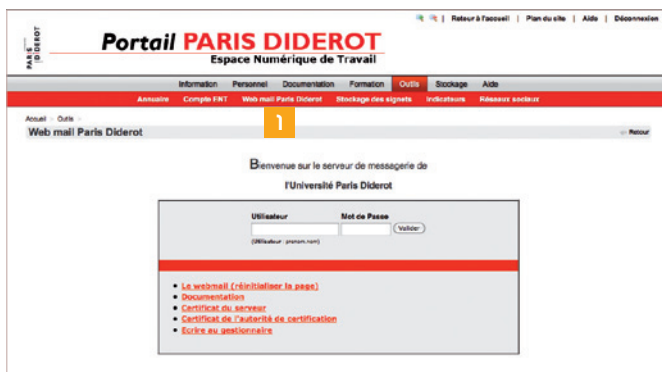 Retour à l'accueil | Plan du site | Aide | Déconnexion
PARIS DIDEROT
Portail PARIS DIDEROT
Espace Numérique de Travail
Information Personnel Documentation Formation Outils Stockage Aide
Annuaire Compte ENT Web mail Paris Diderot Stockage des signets Indicateurs Réseaux sociaux
1
Accueil > Outils >
Web mail Paris Diderot
Retour
Bienvenue sur le serveur de messagerie de
l'Université Paris Diderot
Utilisateur Mot de Passe
Valider
(Utilisateur : prenom.nom)
• Le webmail (réinitialiser la page)
• Documentation
• Certificat du serveur
• Certificat de l'autorité de certification
• Ecrire au gestionnaire